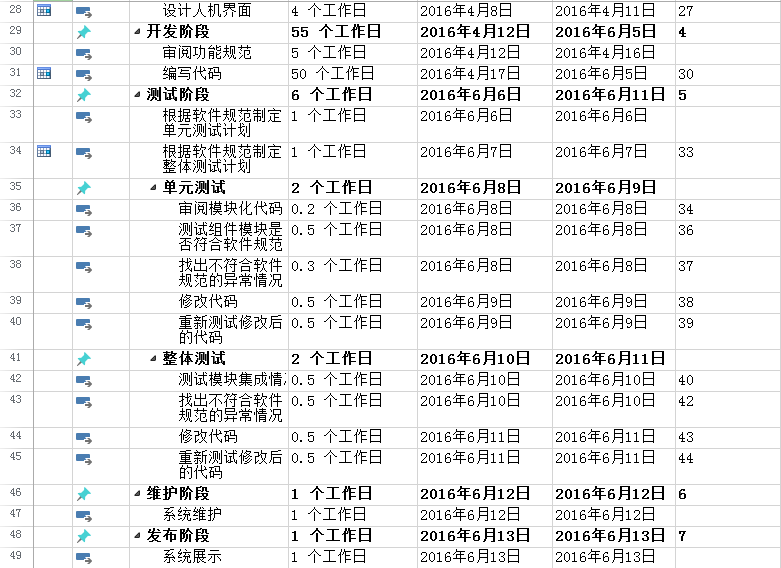 28 设计人机界面 4 个工作日 2016年4月8日 2016年4月11日 27
29 开发阶段 55 个工作日 2016年4月12日 2016年6月5日 4
30 审阅功能规范 5 个工作日 2016年4月12日 2016年4月16日
31 编写代码 50 个工作日 2016年4月17日 2016年6月5日 30
32 测试阶段 6 个工作日 2016年6月6日 2016年6月11日 5
33 根据软件规范制定 1 个工作日 2016年6月6日 2016年6月6日
单元测试计划
34 根据软件规范制定 1 个工作日 2016年6月7日 2016年6月7日 33
整体测试计划
35 单元测试 2 个工作日 2016年6月8日 2016年6月9日
36 审阅模块化代码 0.2 个工作日 2016年6月8日 2016年6月8日 34
37 测试组件模块是 0.5 个工作日 2016年6月8日 2016年6月8日 36
否符合软件规范
38 找出不符合软件 0.3 个工作日 2016年6月8日 2016年6月8日 37
规范的异常情况
39 修改代码 0.5 个工作日 2016年6月9日 2016年6月9日 38
40 重新测试修改后 0.5 个工作日 2016年6月9日 2016年6月9日 39
的代码
41 整体测试 2 个工作日 2016年6月10日 2016年6月11日
42 测试模块集成情 0.5 个工作日 2016年6月10日 2016年6月10日 40
43 找出不符合软件 0.5 个工作日 2016年6月10日 2016年6月10日 42
规范的异常情况
44 修改代码 0.5 个工作日 2016年6月11日 2016年6月11日 43
45 重新测试修改后 0.5 个工作日 2016年6月11日 2016年6月11日 44
的代码
46 维护阶段 1 个工作日 2016年6月12日 2016年6月12日 6
47 系统维护 1 个工作日 2016年6月12日 2016年6月12日
48 发布阶段 1 个工作日 2016年6月13日 2016年6月13日 7
49 系统展示 1 个工作日 2016年6月13日 2016年6月13日